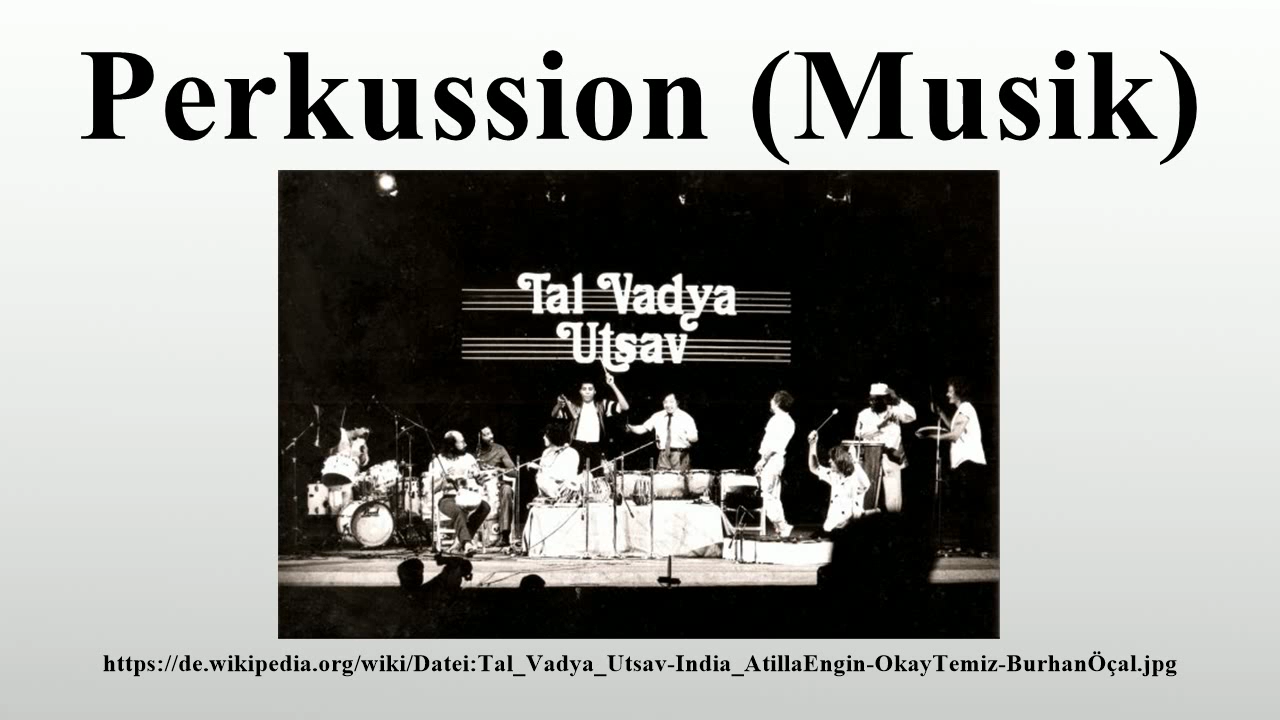 Perkussion (Musik)
Tal Vadya
Utsav
https://de.wikipedia.org/wiki/Datei:Tal_Vadya_Utsav-India_AtillaEngin-OkayTemiz-BurhanÖçal.jpg